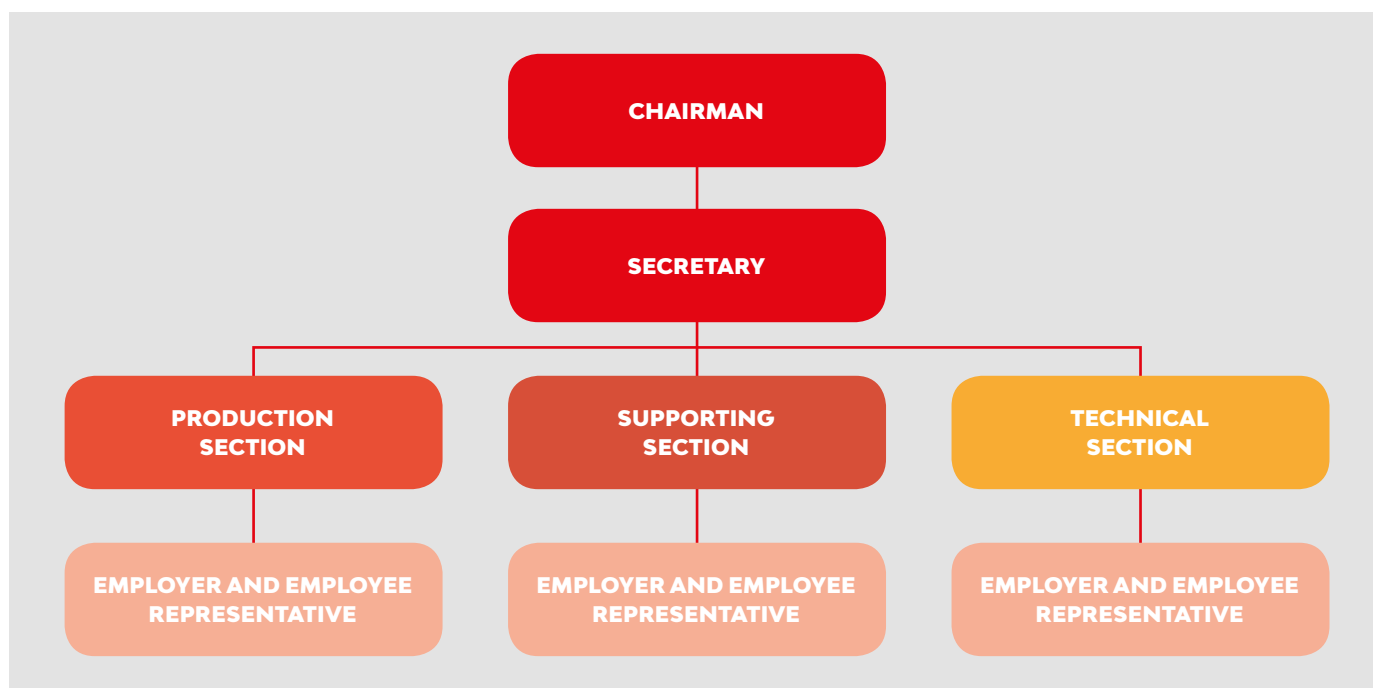 CHAIRMAN
SECRETARY
PRODUCTION
SECTION
SUPPORTING
SECTION
TECHNICAL
SECTION
EMPLOYER AND EMPLOYEE
REPRESENTATIVE
EMPLOYER AND EMPLOYEE
REPRESENTATIVE
EMPLOYER AND EMPLOYEE
REPRESENTATIVE